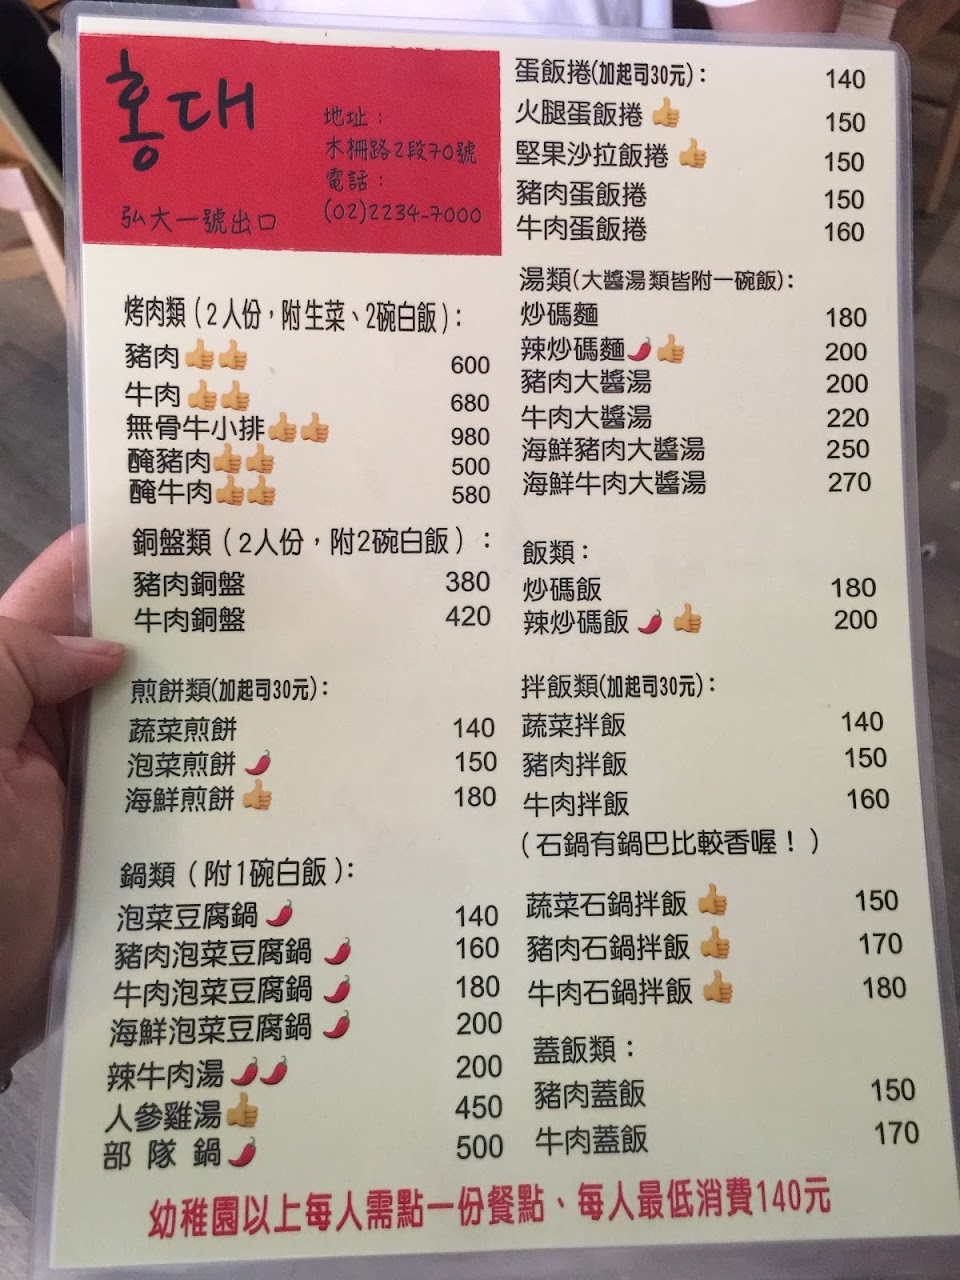 홍대
弘大一號出口
地址：
木柵路2段70號
電話：
(02)2234-7000
烤肉類（2人份，附生菜、2碗白飯）：
豬肉👍👍 600
牛肉👍👍 680
無骨牛小排👍👍 980
醃豬肉👍👍 500
醃牛肉👍👍 580
銅盤類（2人份，附2碗白飯）：
豬肉銅盤 380
牛肉銅盤 420
煎餅類(加起司30元)：
蔬菜煎餅 140
泡菜煎餅🌶 150
海鮮煎餅👍 180
鍋類（附1碗白飯）：
泡菜豆腐鍋🌶 140
豬肉泡菜豆腐鍋🌶 160
牛肉泡菜豆腐鍋🌶 180
海鮮泡菜豆腐鍋🌶 200
辣牛肉湯🌶🌶 200
人參雞湯👍 450
部隊鍋🌶 500
蛋飯捲(加起司30元)： 140
火腿蛋飯捲👍 150
堅果沙拉飯捲👍 150
豬肉蛋飯捲 150
牛肉蛋飯捲 160
湯類(大醬湯類皆附一碗飯)：
炒碼麵 180
辣炒碼麵🌶👍 200
豬肉大醬湯 200
牛肉大醬湯 220
海鮮豬肉大醬湯 250
海鮮牛肉大醬湯 270
飯類：
炒碼飯 180
辣炒碼飯🌶👍 200
拌飯類(加起司30元)：
蔬菜拌飯 140
豬肉拌飯 150
牛肉拌飯 160
（石鍋有鍋巴比較香喔！）
蔬菜石鍋拌飯👍 150
豬肉石鍋拌飯👍 170
牛肉石鍋拌飯👍 180
蓋飯類：
豬肉蓋飯 150
牛肉蓋飯 170
幼稚園以上每人需點一份餐點、每人最低消費140元